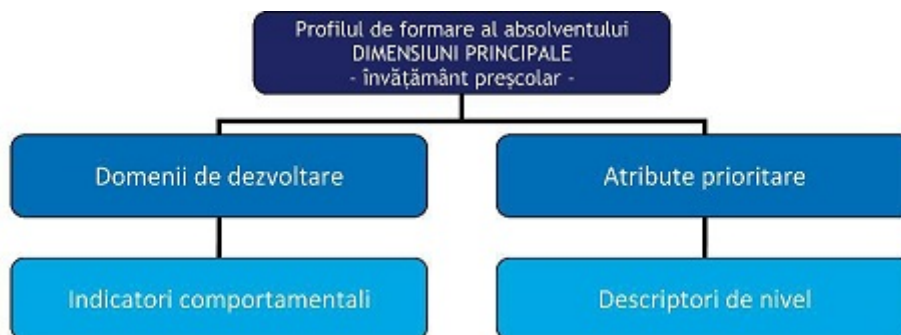 Profilul de formare al absolventului
DIMENSIUNI PRINCIPALE
- învățământ preșcolar -
Domenii de dezvoltare
Atribute prioritare
Indicatori comportamentali
Descriptori de nivel